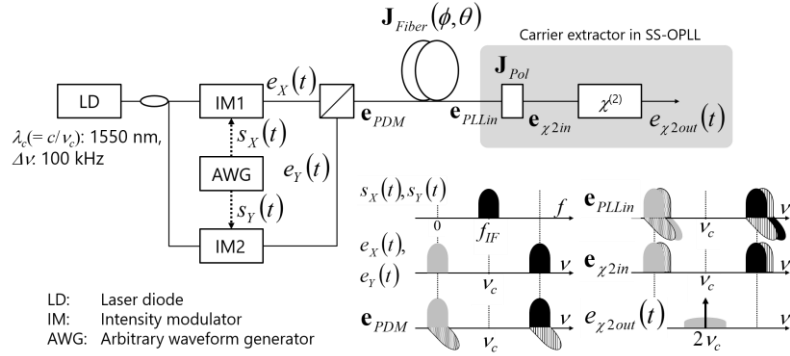 J_Fiber(ϕ,θ)
Carrier extractor in SS-OPLL
J_Pol
e_X(t)
LD
IM1
χ^(2)
e_PDM
e_PLLin
e_χ2in
e_χ2out(t)
λ_c(= c/ν_c): 1550 nm,
Δν: 100 kHz
s_X(t)
e_Y(t)
AWG
s_Y(t)
IM2
s_X(t), s_Y(t)
f
0
f_IF
e_PLLin
ν
ν_c
e_X(t),
e_Y(t)
ν
ν_c
e_χ2in
ν
ν_c
e_PDM
ν
ν_c
e_χ2out(t)
ν
2ν_c
LD: Laser diode
IM: Intensity modulator
AWG: Arbitrary waveform generator